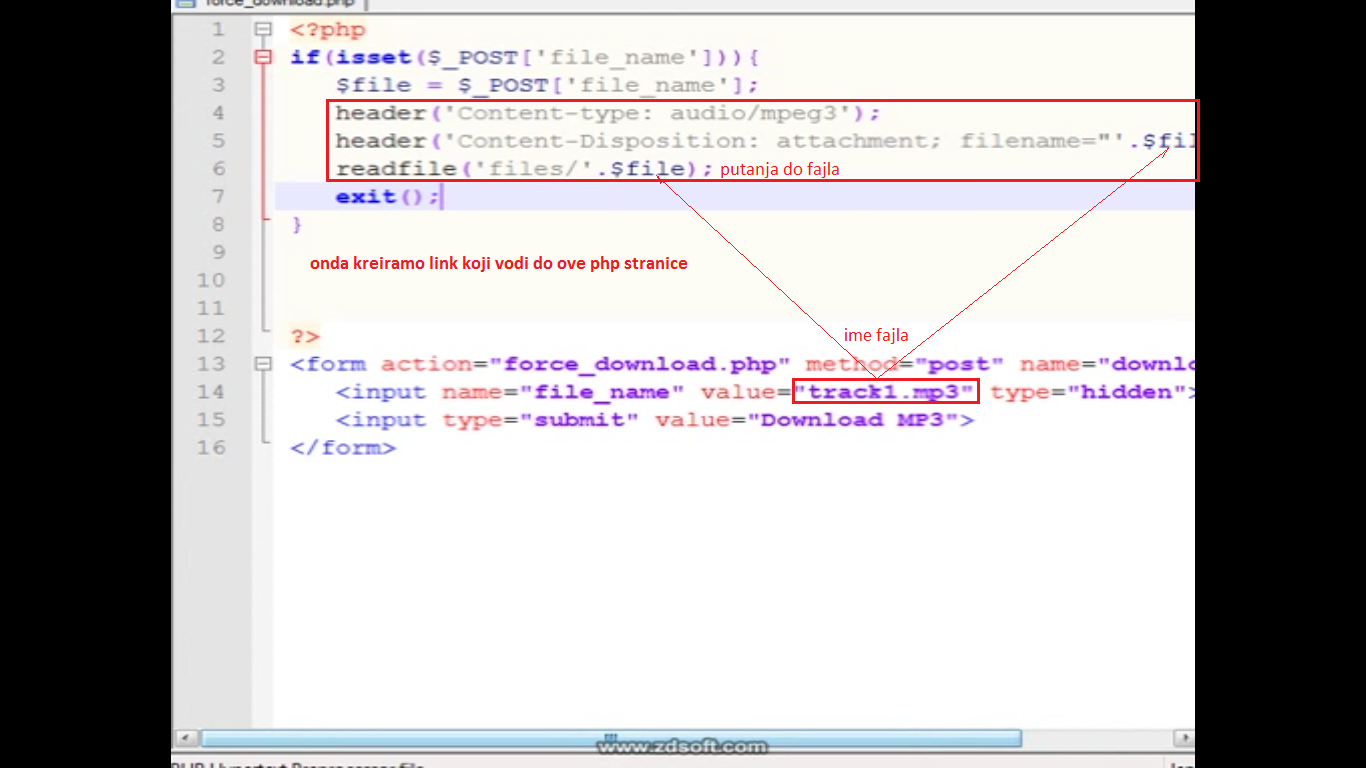 force_download.php
1 <?php
2 if(isset($_POST['file_name'])){
3 $file = $_POST['file_name'];
4 header('Content-type: audio/mpeg3');
5 header('Content-Disposition: attachment; filename="'.$fil
6 readfile('files/'.$file); putanja do fajla
7 exit();
8 }
9
onda kreiramo link koji vodi do ove php stranice
10
11
12 ?>
ime fajla
13 <form action="force_download.php" method="post" name="downlo
14 <input name="file_name" value="track1.mp3" type="hidden">
15 <input type="submit" value="Download MP3">
16 </form>
www.zdsoft.com
PHP Hypertext Preprocessor file